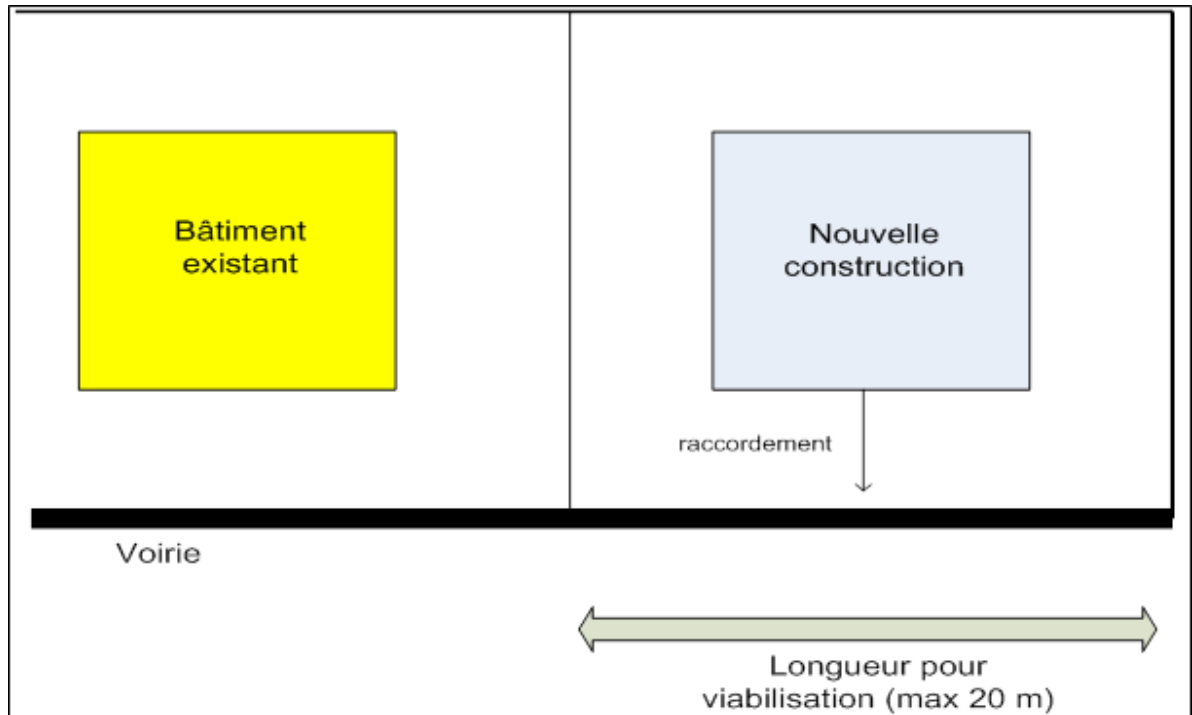 Bâtiment
existant
Nouvelle
construction
raccordement
Voirie
Longueur pour
viabilisation (max 20 m)